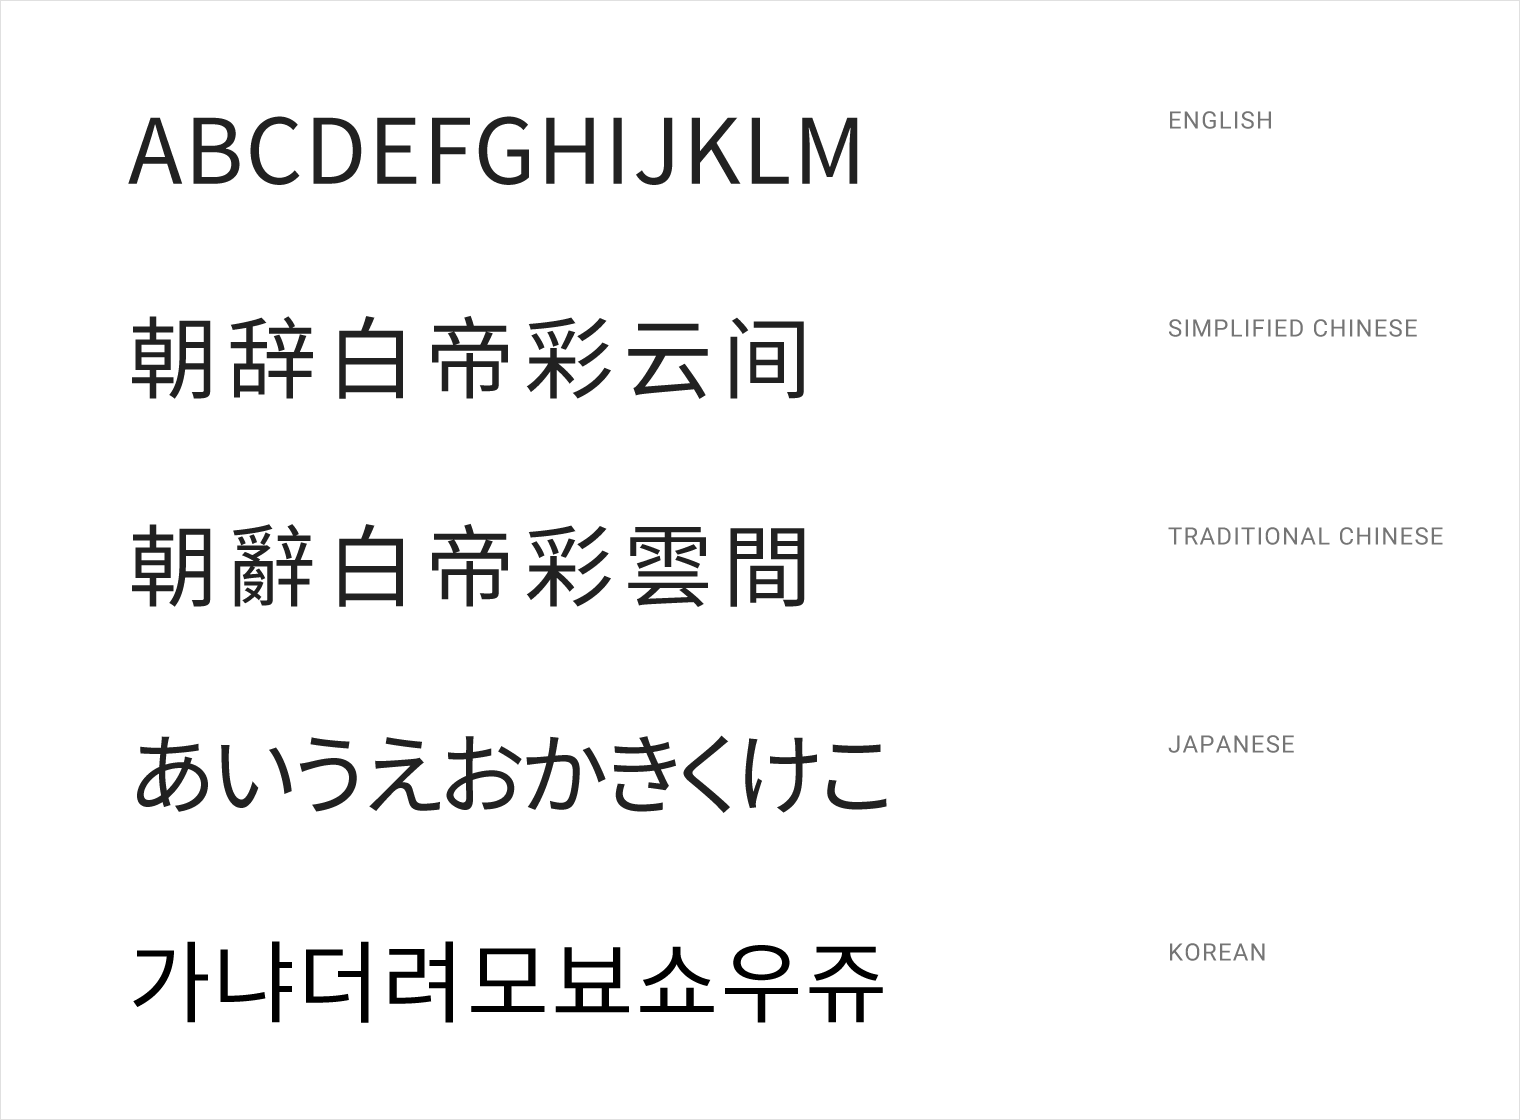 ABCDEFGHIJKLM ENGLISH
朝辞白帝彩云间 SIMPLIFIED CHINESE
朝辭白帝彩雲間 TRADITIONAL CHINESE
あいうえおかきくけこ JAPANESE
가냐더려모뵤쇼우쥬 KOREAN